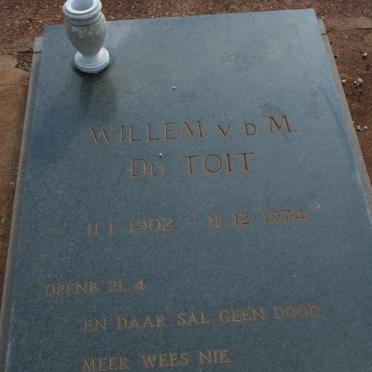 WILLEM V D M.
DU TOIT
11 1 1902 - 11 12 1974
OPENB. 21. 4
EN DAAR SAL GEEN DOOD
MEER WEES NIE